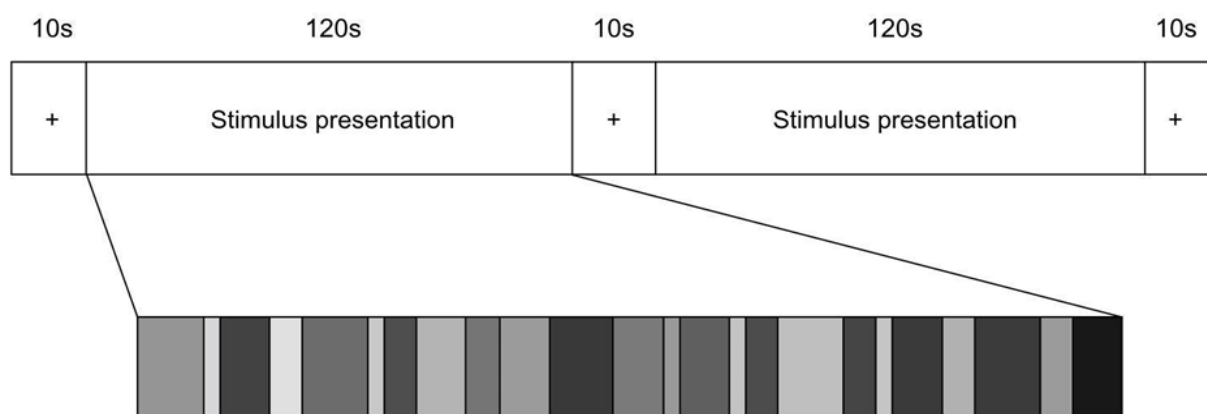 10s 120s 10s 120s 10s
+ Stimulus presentation + Stimulus presentation +